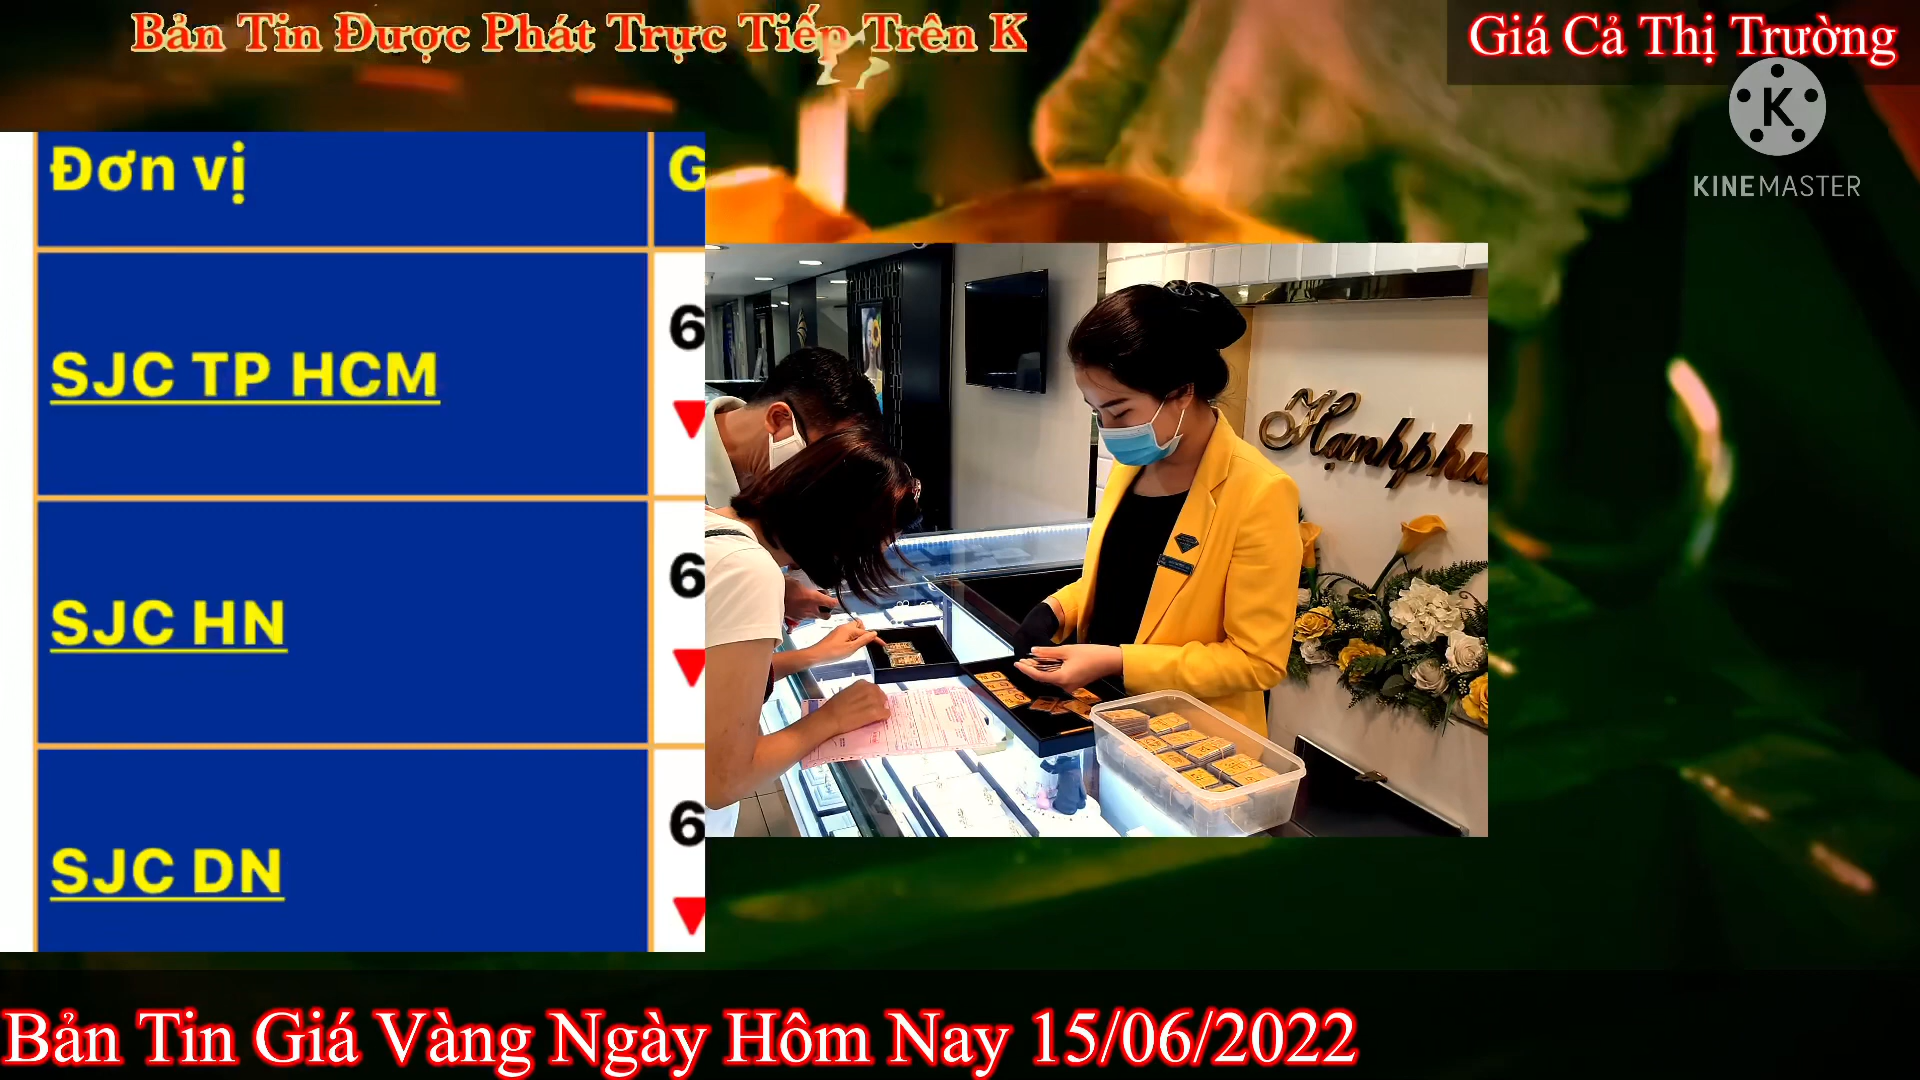 Bản Tin Được Phát Trực Tiếp Trên K
Giá Cả Thị Trường
K
KINEMASTER
Đơn vị
G
SJC TP HCM
6
SJC HN
6
SJC DN
6
Hạnhphú
Bản Tin Giá Vàng Ngày Hôm Nay 15/06/2022